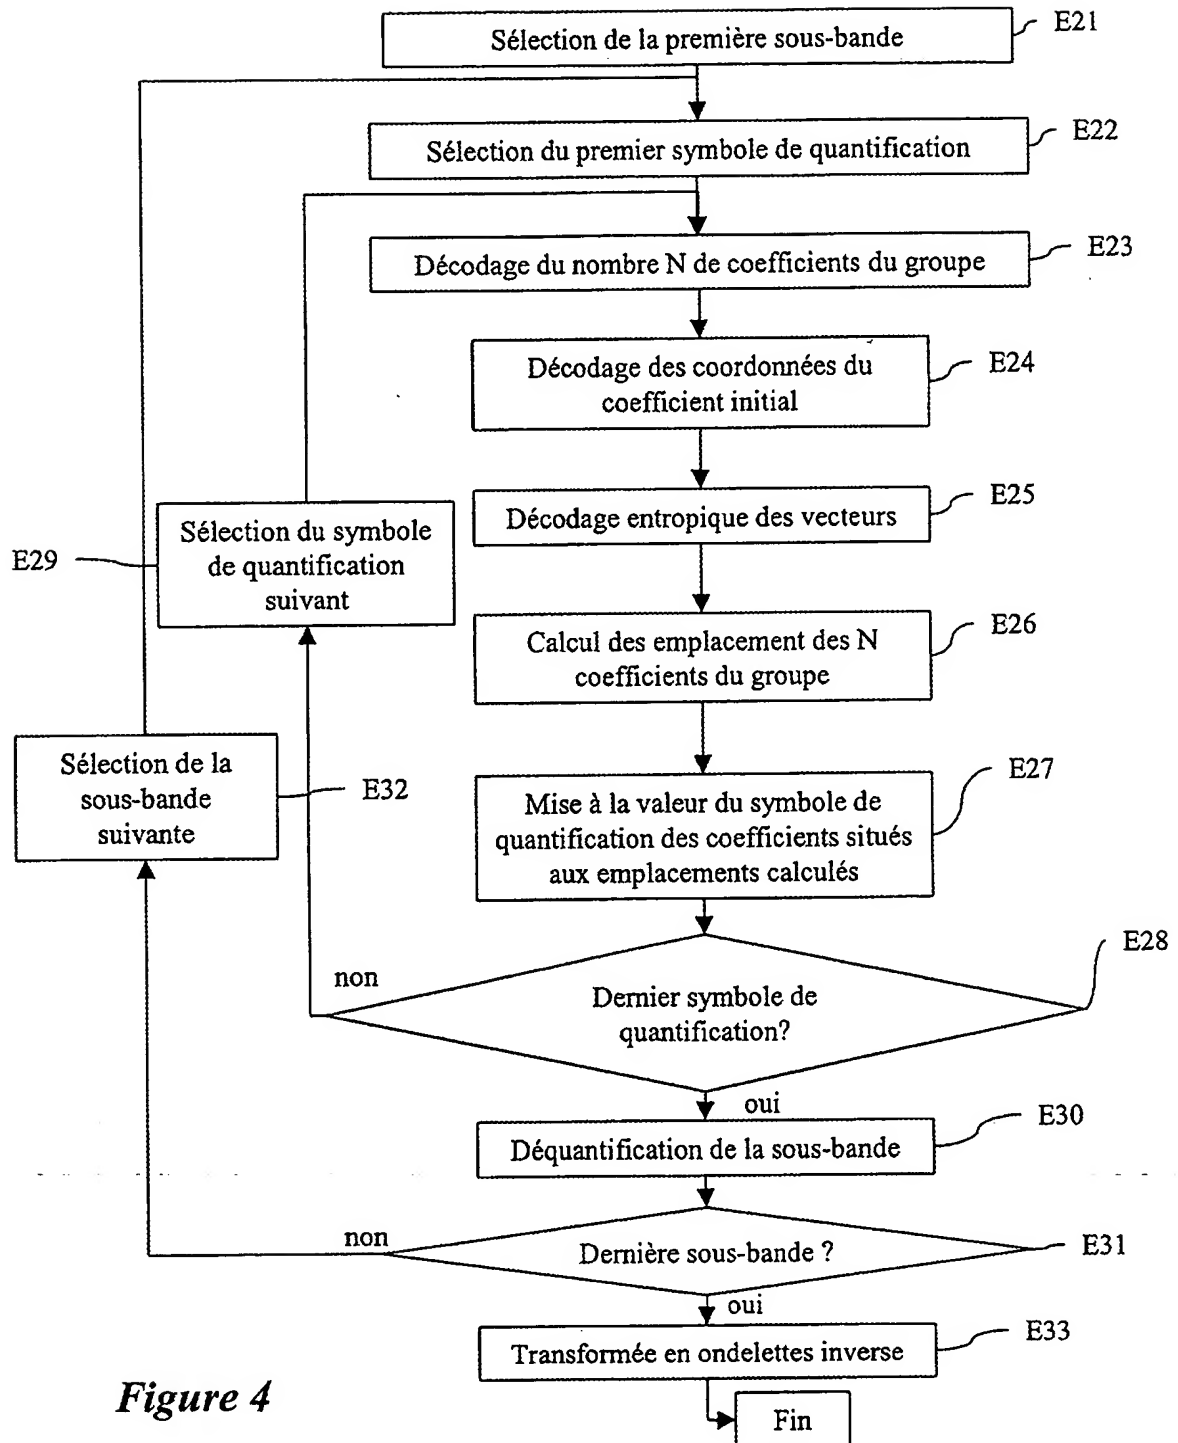 Sélection de la première sous-bande
E21
Sélection du premier symbole de quantification
E22
Décodage du nombre N de coefficients du groupe
E23
Décodage des coordonnées du
coefficient initial
E24
Décodage entropique des vecteurs
E25
Sélection du symbole
de quantification
suivant
E29
Calcul des emplacement des N
coefficients du groupe
E26
Sélection de la
sous-bande
suivante
E32
Mise à la valeur du symbole de
quantification des coefficients situés
aux emplacements calculés
E27
non
Dernier symbole de
quantification?
E28
oui
Déquantification de la sous-bande
E30
non
Dernière sous-bande ?
E31
oui
Transformée en ondelettes inverse
E33
Fin
Figure 4